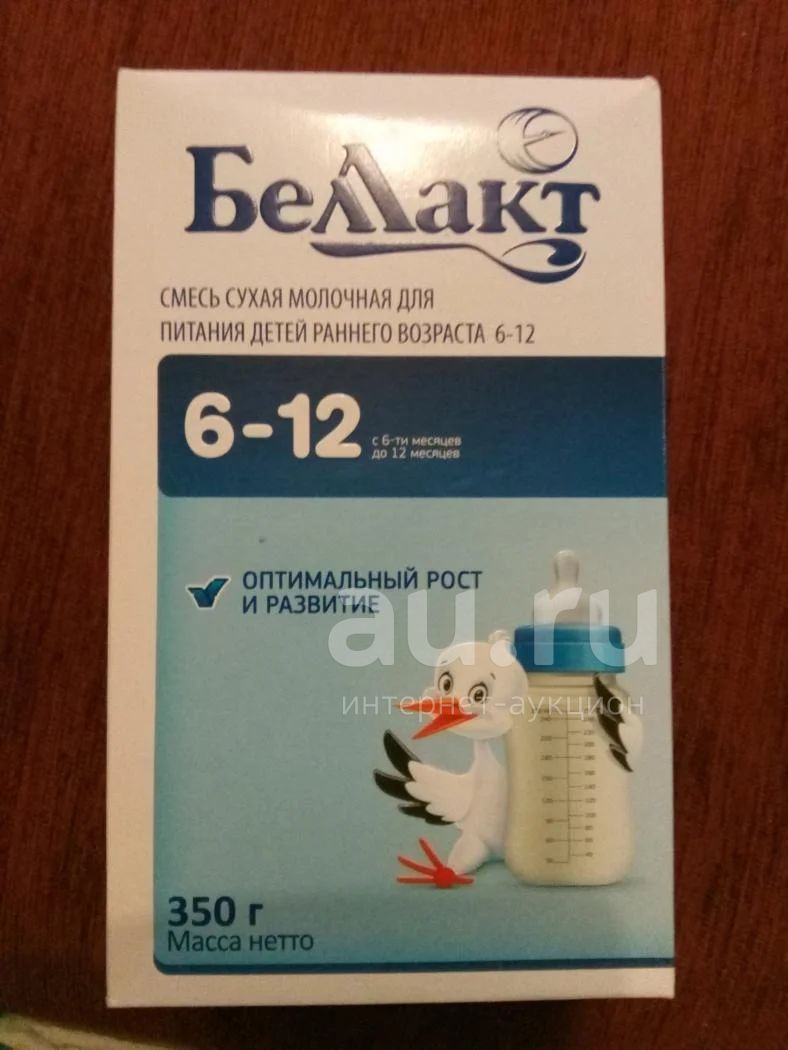 Беллакт
СМЕСЬ СУХАЯ МОЛОЧНАЯ ДЛЯ
ПИТАНИЯ ДЕТЕЙ РАННЕГО ВОЗРАСТА 6-12
6-12
с 6-ти месяцев
до 12 месяцев
ОПТИМАЛЬНЫЙ РОСТ
И РАЗВИТИЕ
au.ru
интернет-аукцион
350 г
Масса нетто